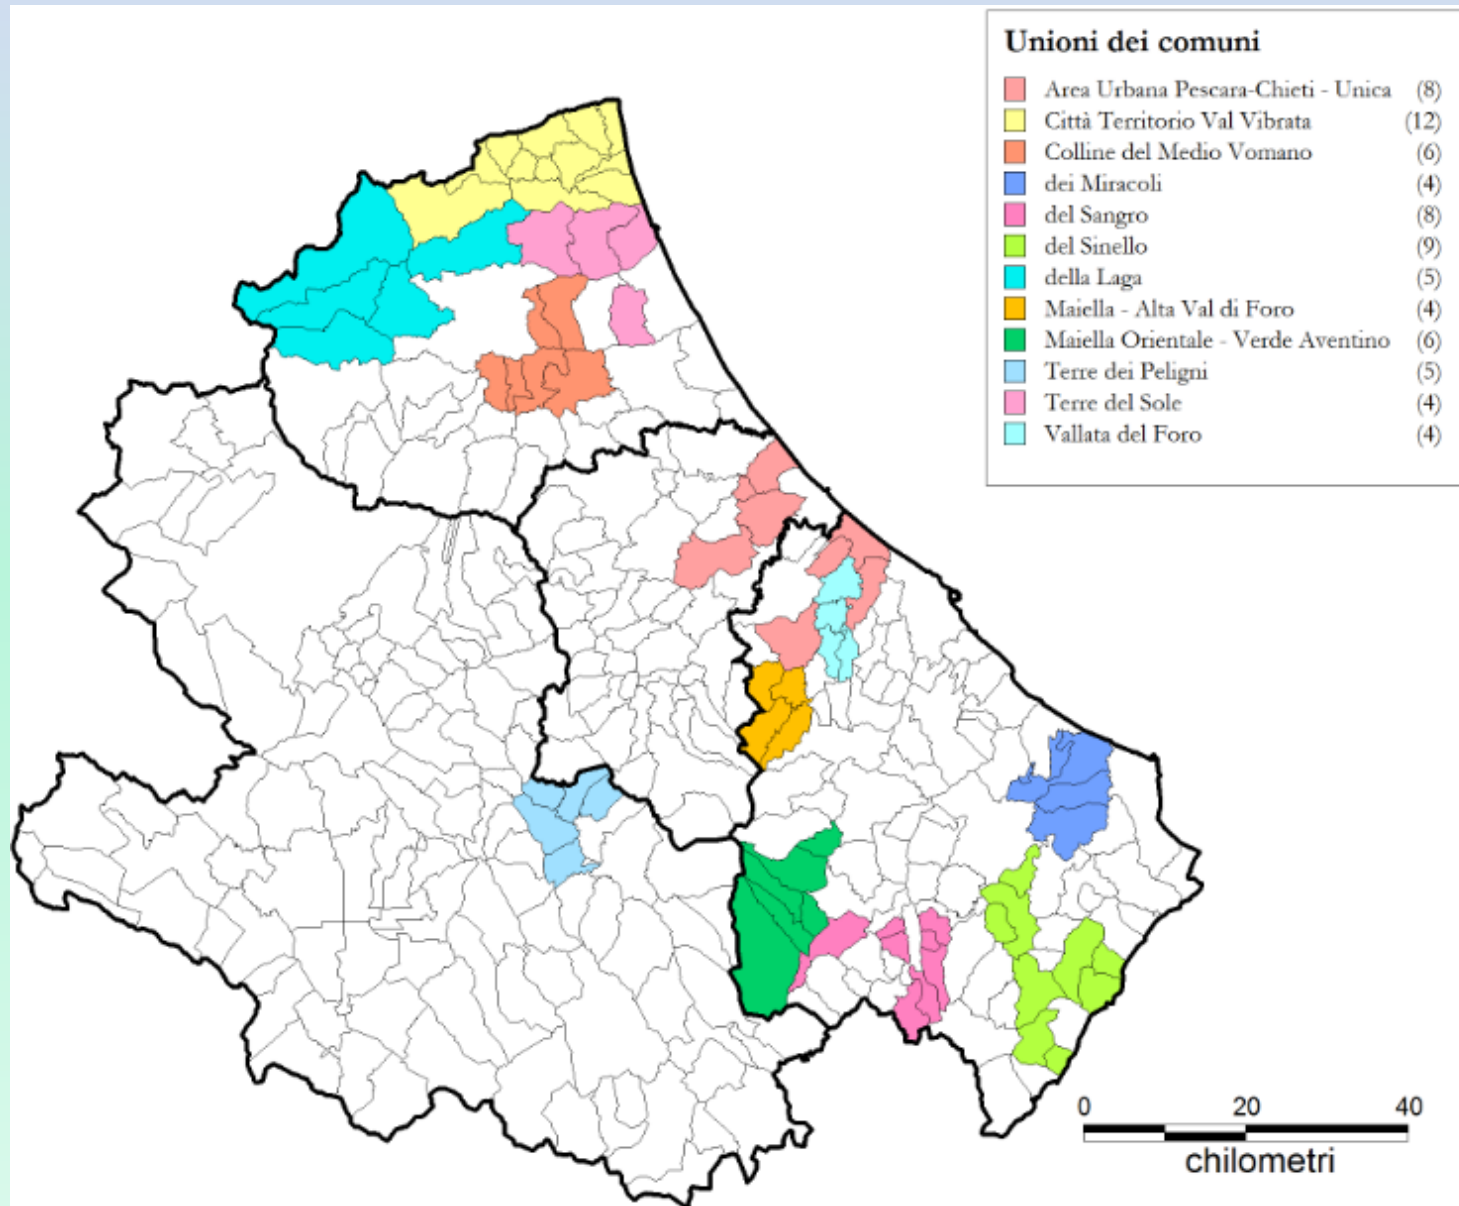 Unioni dei comuni
Area Urbana Pescara-Chieti - Unica (8)
Città Territorio Val Vibrata (12)
Colline del Medio Vomano (6)
dei Miracoli (4)
del Sangro (8)
del Sinello (9)
della Laga (5)
Maiella - Alta Val di Foro (4)
Maiella Orientale - Verde Aventino (6)
Terre dei Peligni (5)
Terre del Sole (4)
Vallata del Foro (4)
0 20 40
chilometri